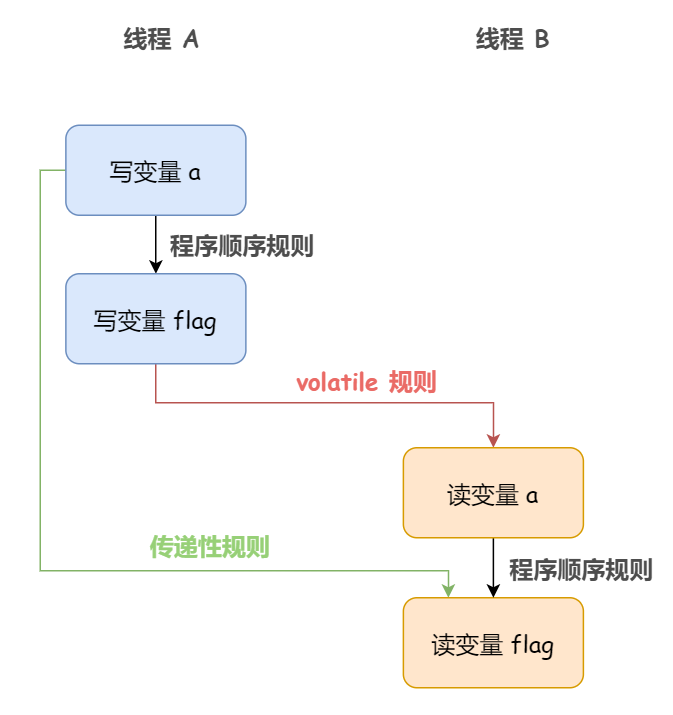 线程 A
线程 B
写变量 a
程序顺序规则
写变量 flag
volatile 规则
读变量 a
传递性规则
程序顺序规则
读变量 flag